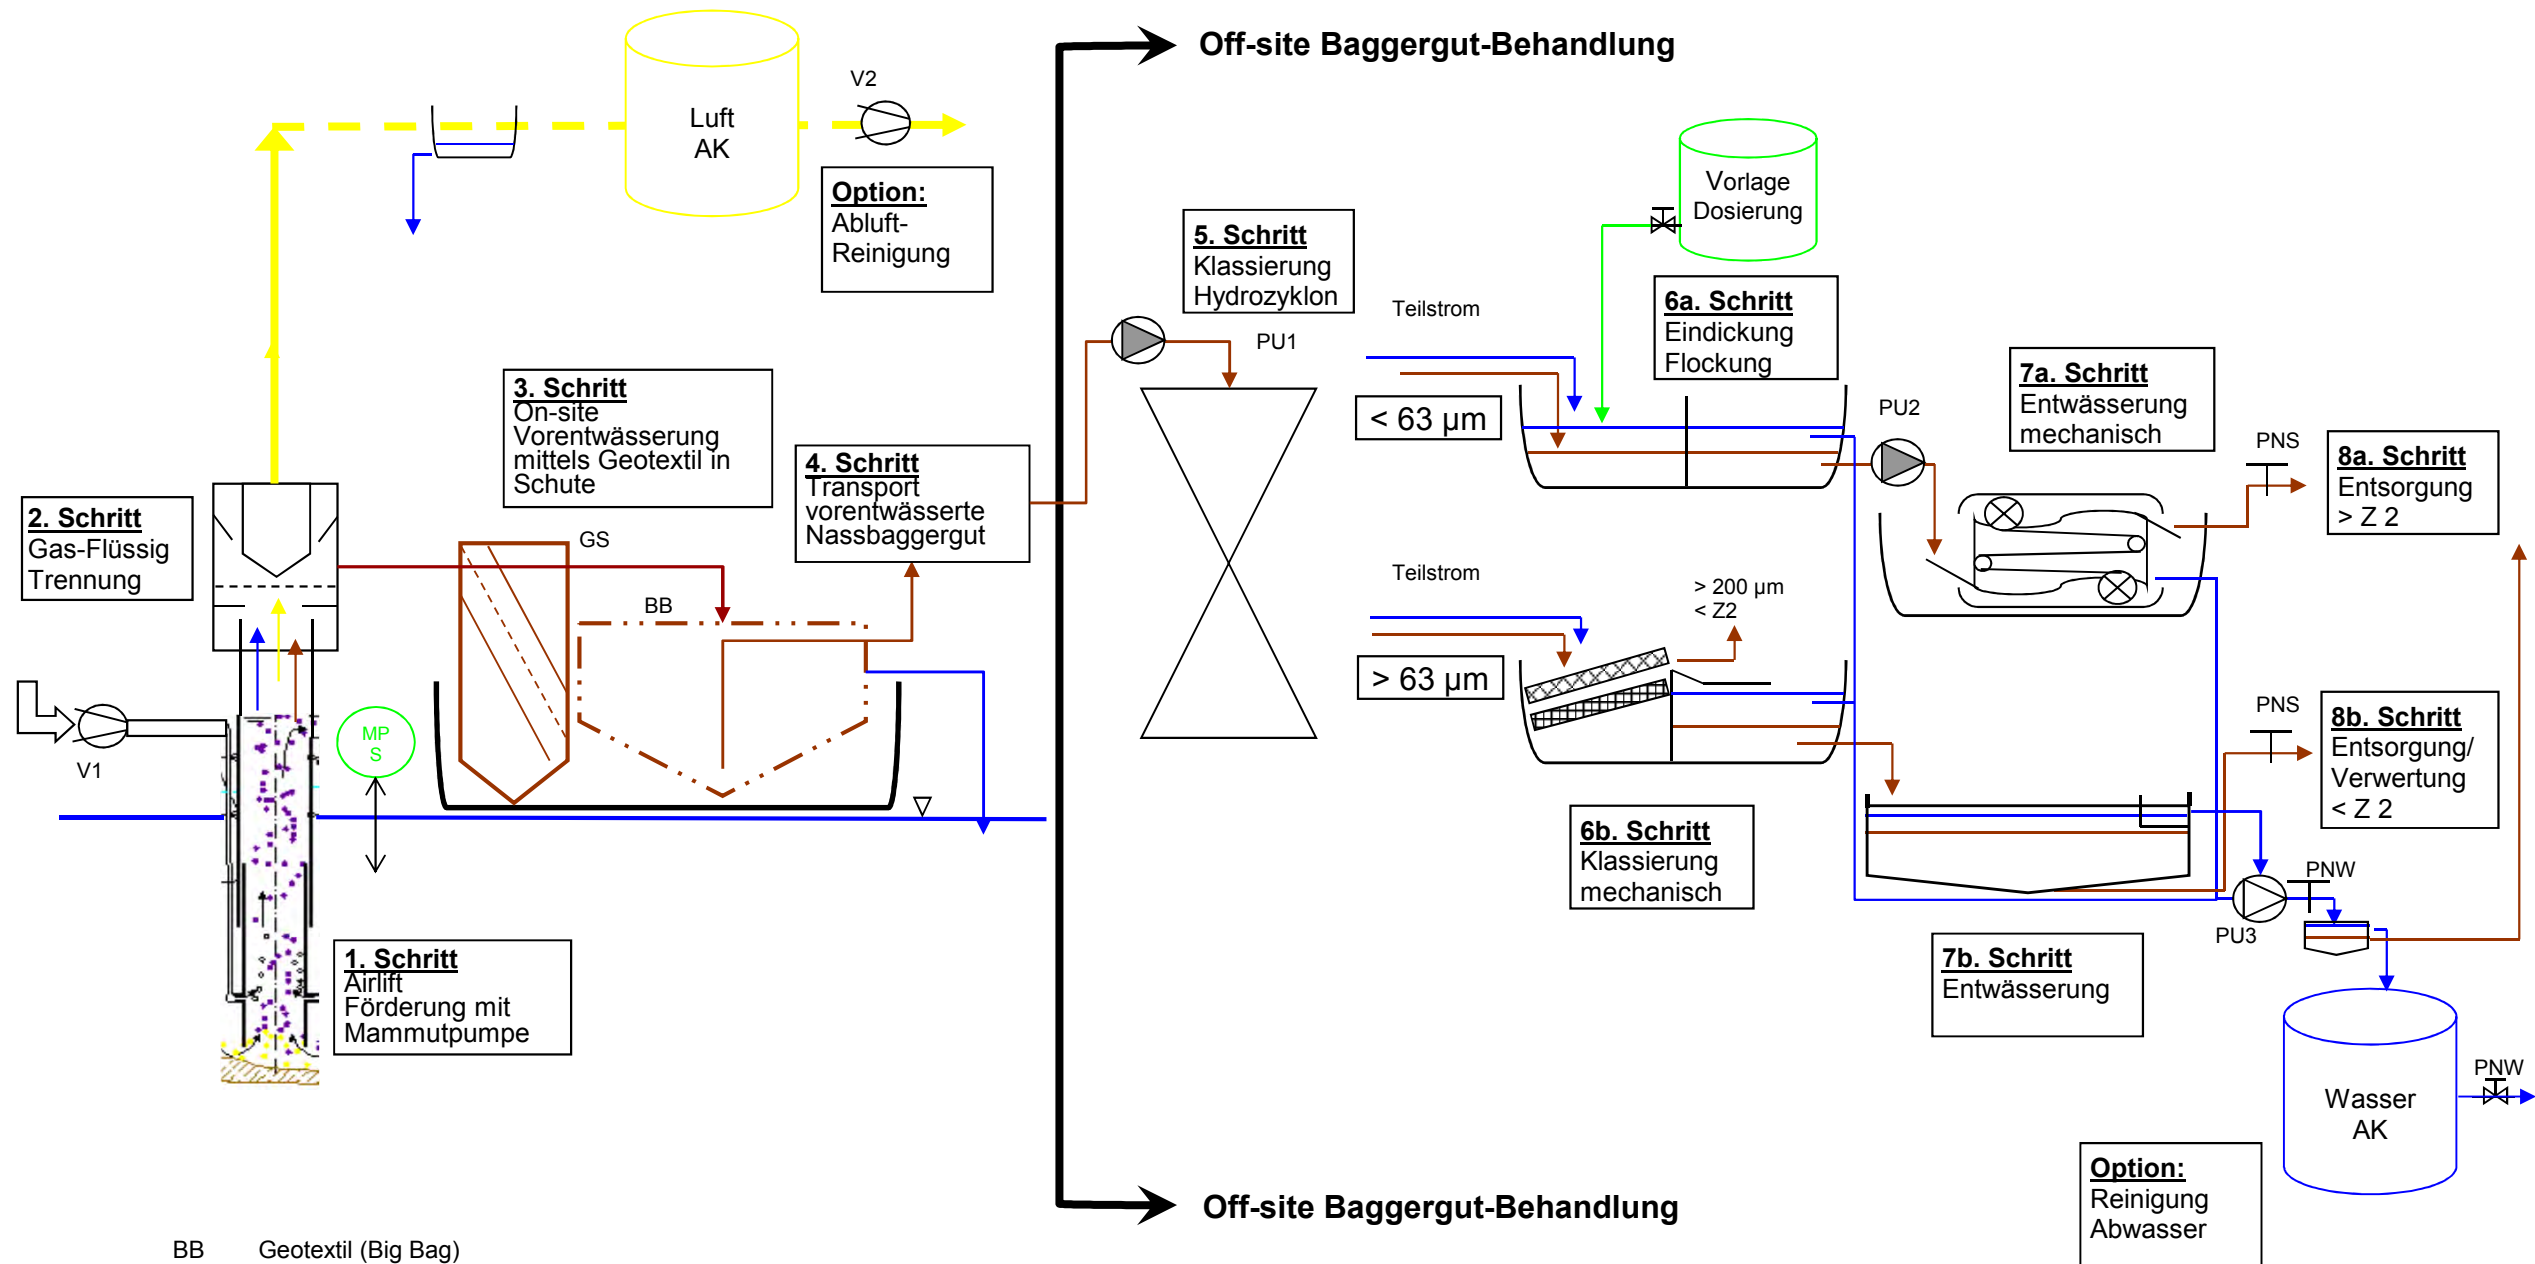 Off-site Baggergut-Behandlung
V2
Luft
AK
Option:
Abluft-
Reinigung
Vorlage
Dosierung
5. Schritt
Klassierung
Hydrozyklon
PU1
Teilstrom
6a. Schritt
Eindickung
Flockung
< 63 µm
PU2
7a. Schritt
Entwässerung
mechanisch
PNS
8a. Schritt
Entsorgung
> Z 2
3. Schritt
On-site
Vorentwässerung
mittels Geotextil in
Schute
4. Schritt
Transport
vorentwässerte
Nassbaggergut
2. Schritt
Gas-Flüssig
Trennung
GS
BB
Teilstrom
> 200 µm
< Z2
> 63 µm
V1
MP
S
PNS
8b. Schritt
Entsorgung/
Verwertung
< Z 2
6b. Schritt
Klassierung
mechanisch
PNW
PU3
1. Schritt
Airlift
Förderung mit
Mammutpumpe
7b. Schritt
Entwässerung
Wasser
AK
PNW
Option:
Reinigung
Abwasser
Off-site Baggergut-Behandlung
BB Geotextil (Big Bag)